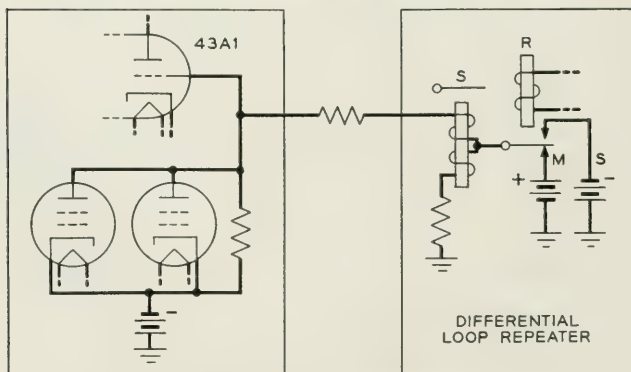 43A1
R
S
M
S
+
-
-
DIFFERENTIAL
LOOP REPEATER